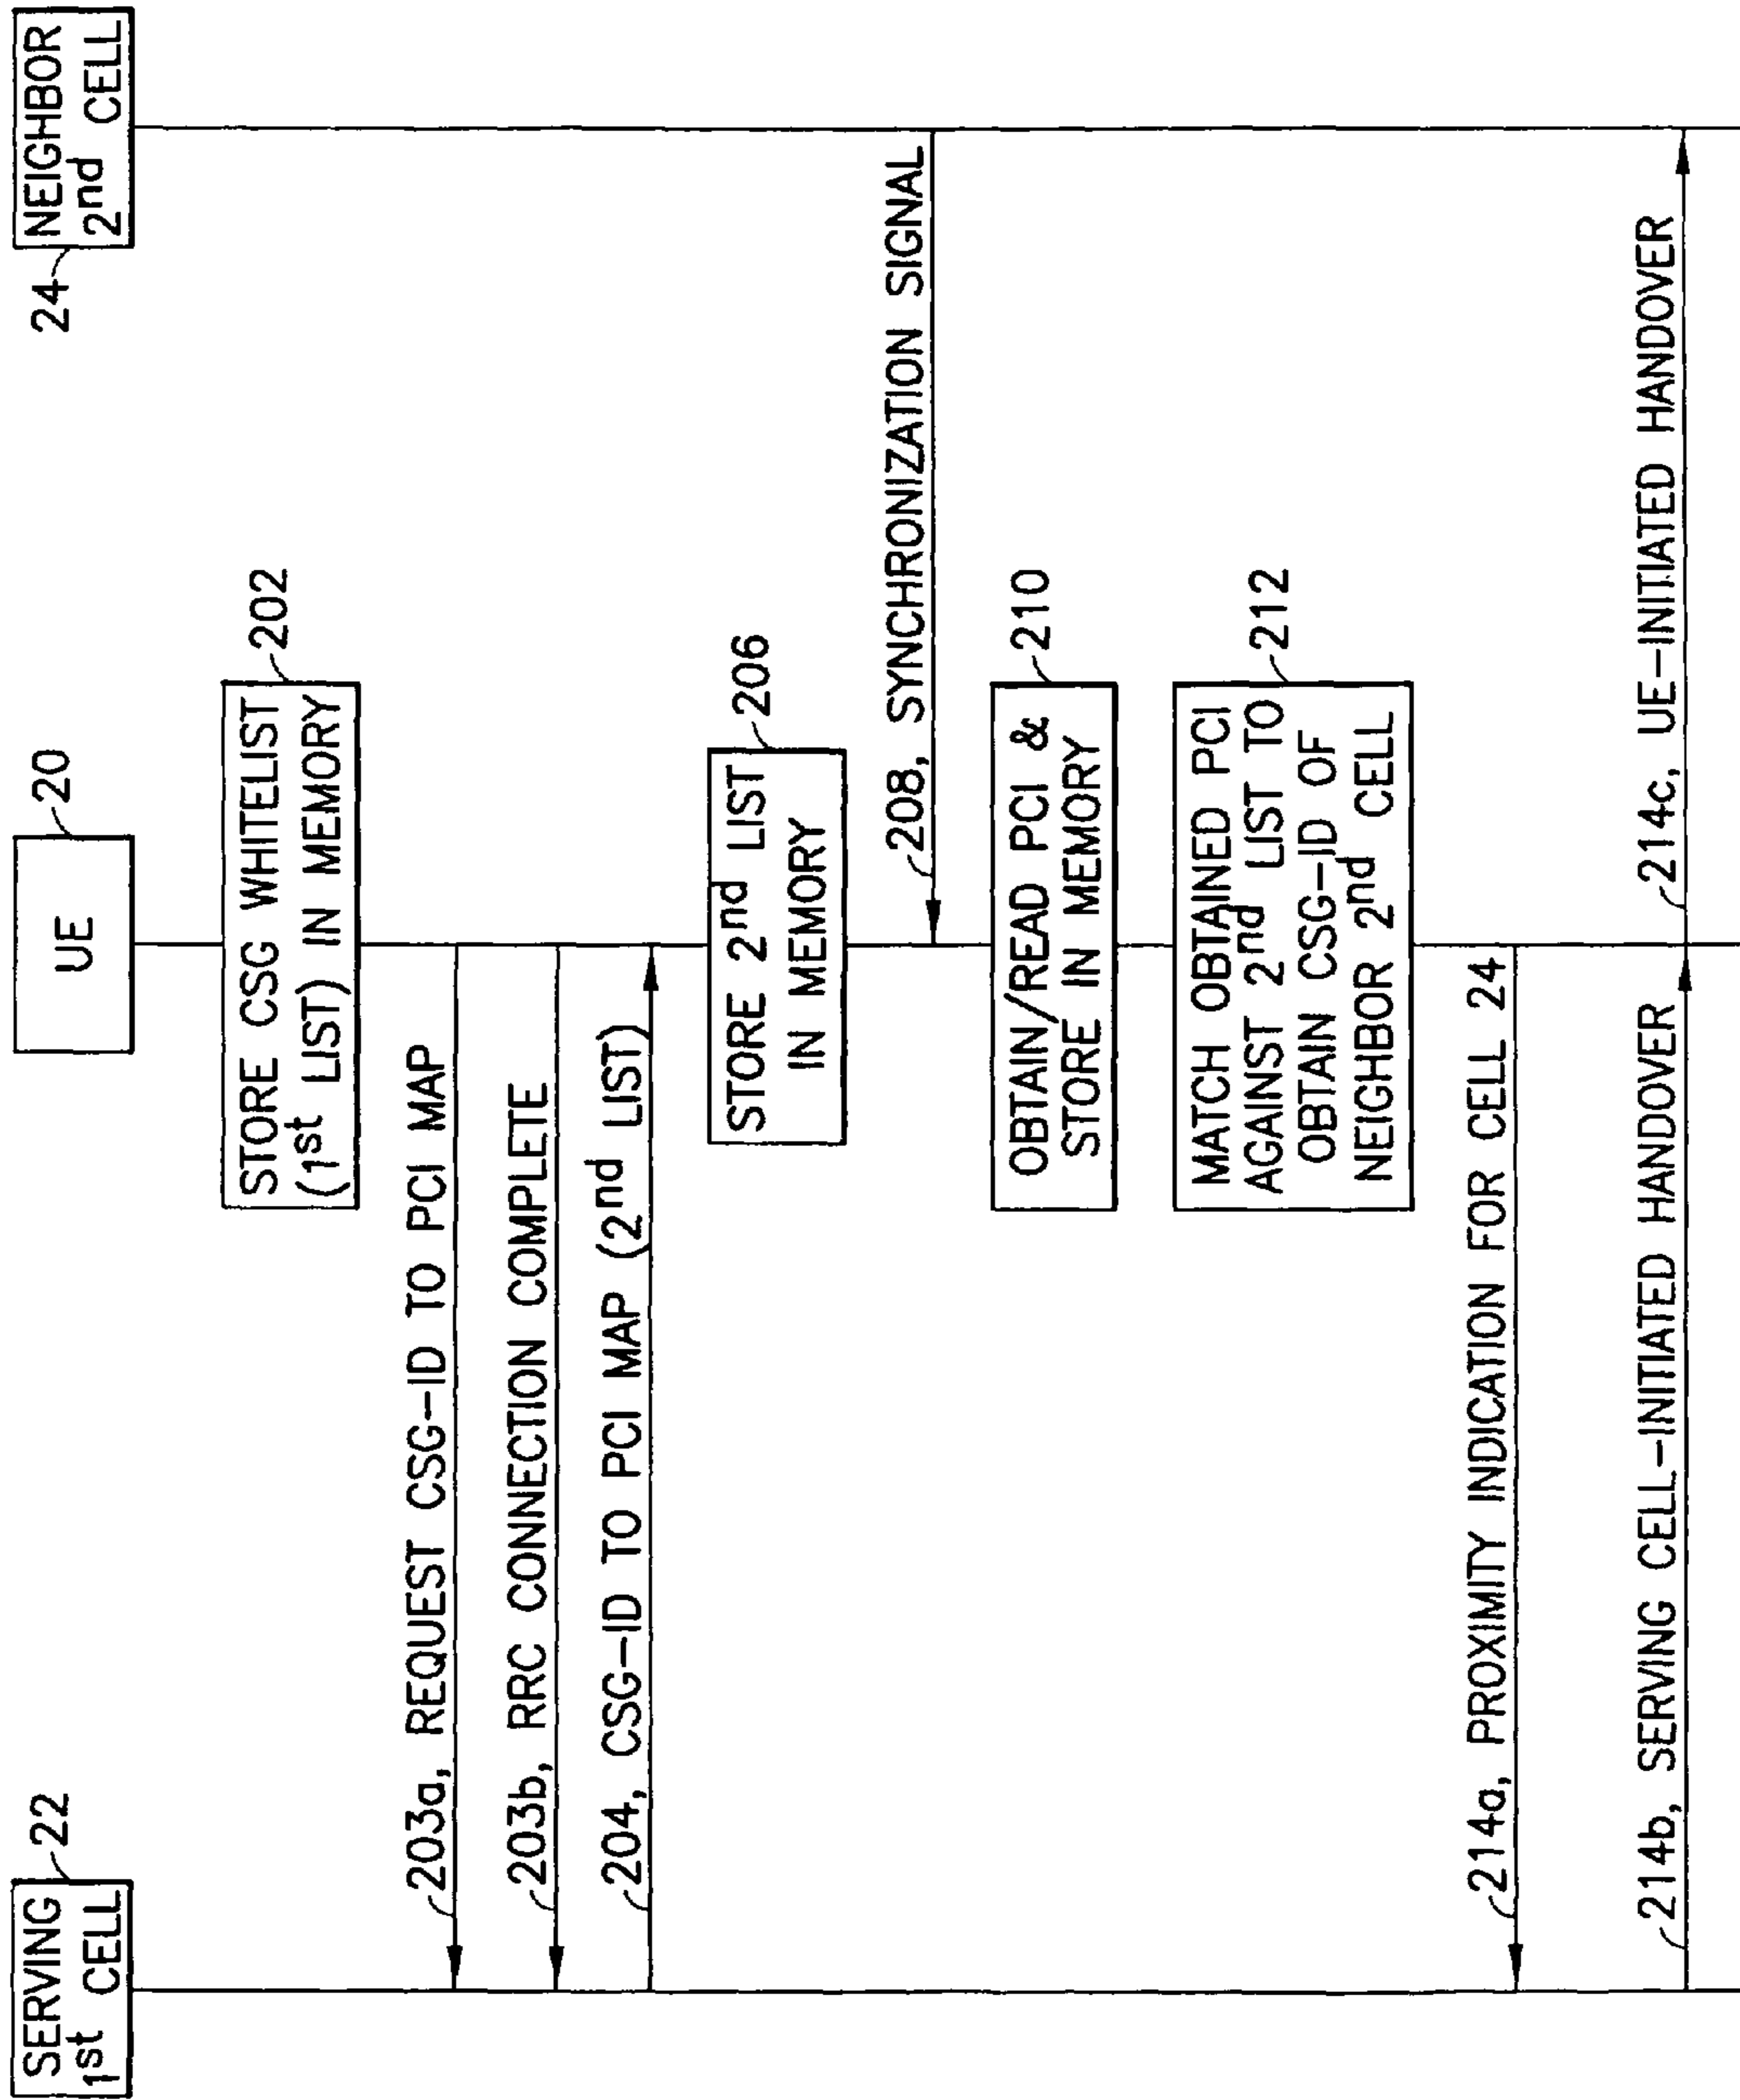 SERVING
1st CELL
22
UE
20
NEIGHBOR
2nd CELL
24
STORE CSG WHITELIST
(1st LIST) IN MEMORY
202
203a, REQUEST CSG-ID TO PCI MAP
203b, RRC CONNECTION COMPLETE
204, CSG-ID TO PCI MAP (2nd LIST)
STORE 2nd LIST
IN MEMORY
206
208, SYNCHRONIZATION SIGNAL
OBTAIN/READ PCI &
STORE IN MEMORY
210
MATCH OBTAINED PCI
AGAINST 2nd LIST TO
OBTAIN CSG-ID OF
NEIGHBOR 2nd CELL
212
214a, PROXIMITY INDICATION FOR CELL 24
214b, SERVING CELL-INITIATED HANDOVER
214c, UE-INITIATED HANDOVER